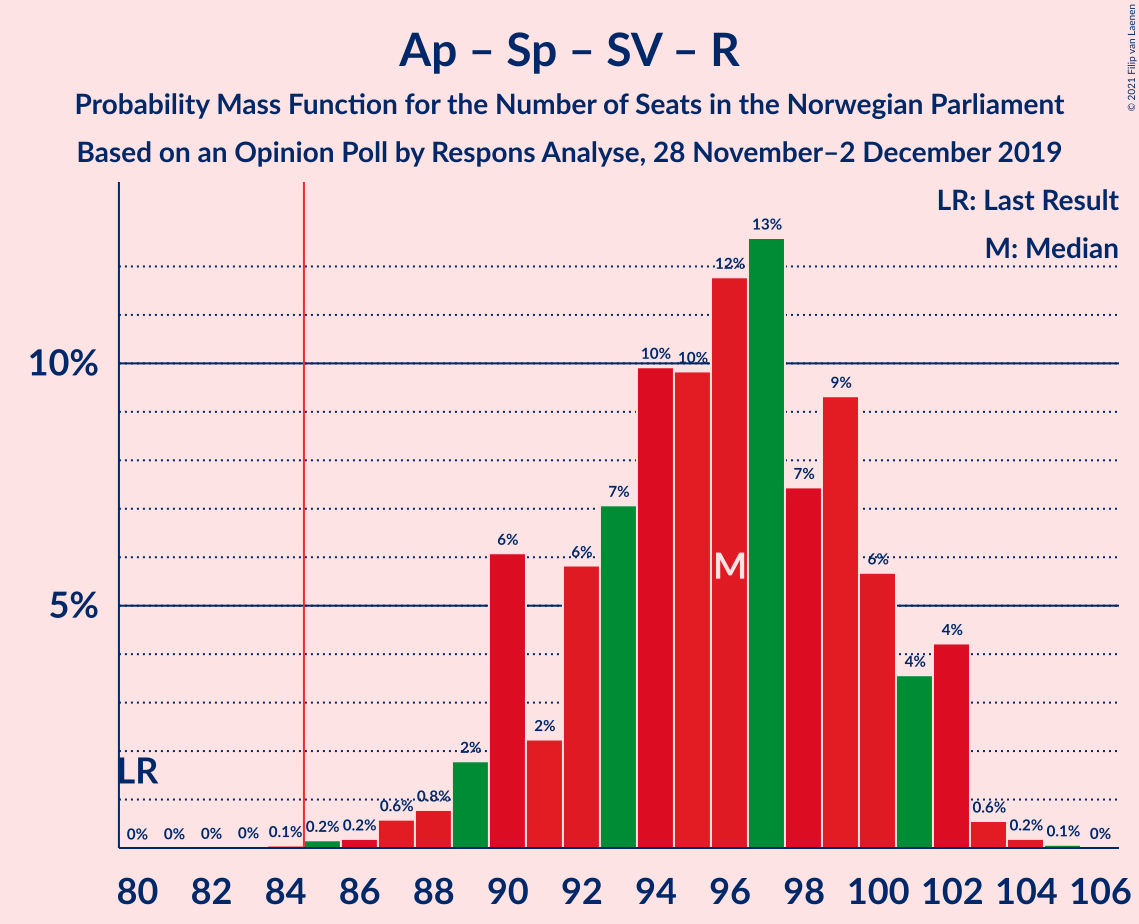 Ap – Sp – SV – R
Probability Mass Function for the Number of Seats in the Norwegian Parliament
Based on an Opinion Poll by Respons Analyse, 28 November–2 December 2019
© 2021 Filip van Laenen
LR: Last Result
M: Median
10%
5%
LR
M
0% 0% 0% 0% 0.1% 0.2% 0.2% 0.6% 0.8% 2% 6% 2% 6% 7% 10% 10% 12% 13% 7% 9% 6% 4% 4% 0.6% 0.2% 0.1% 0%
80 82 84 86 88 90 92 94 96 98 100 102 104 106